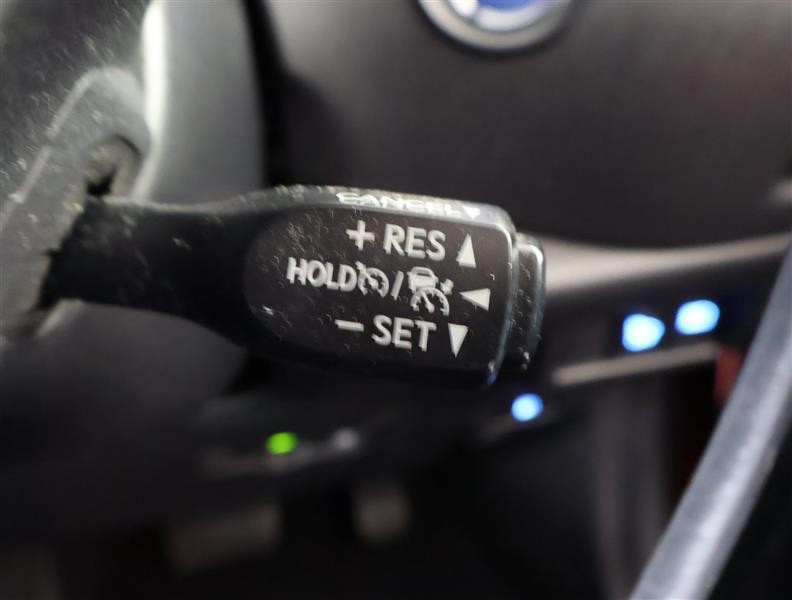 CANCEL
+ RES
HOLD /
− SET